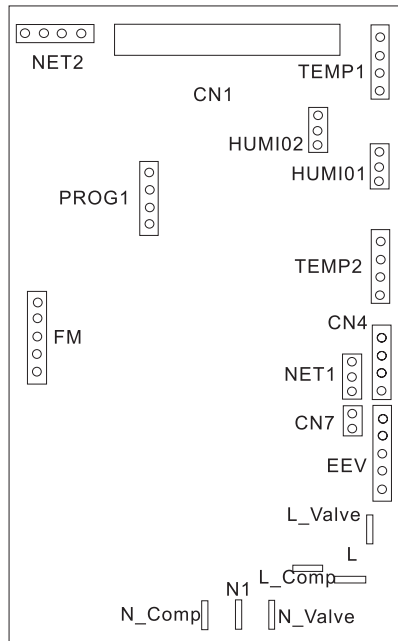 NET2
TEMP1
CN1
HUMI02
HUMI01
PROG1
TEMP2
CN4
FM
NET1
CN7
EEV
L_Valve
L
L_Comp
N1
N_Comp
N_Valve